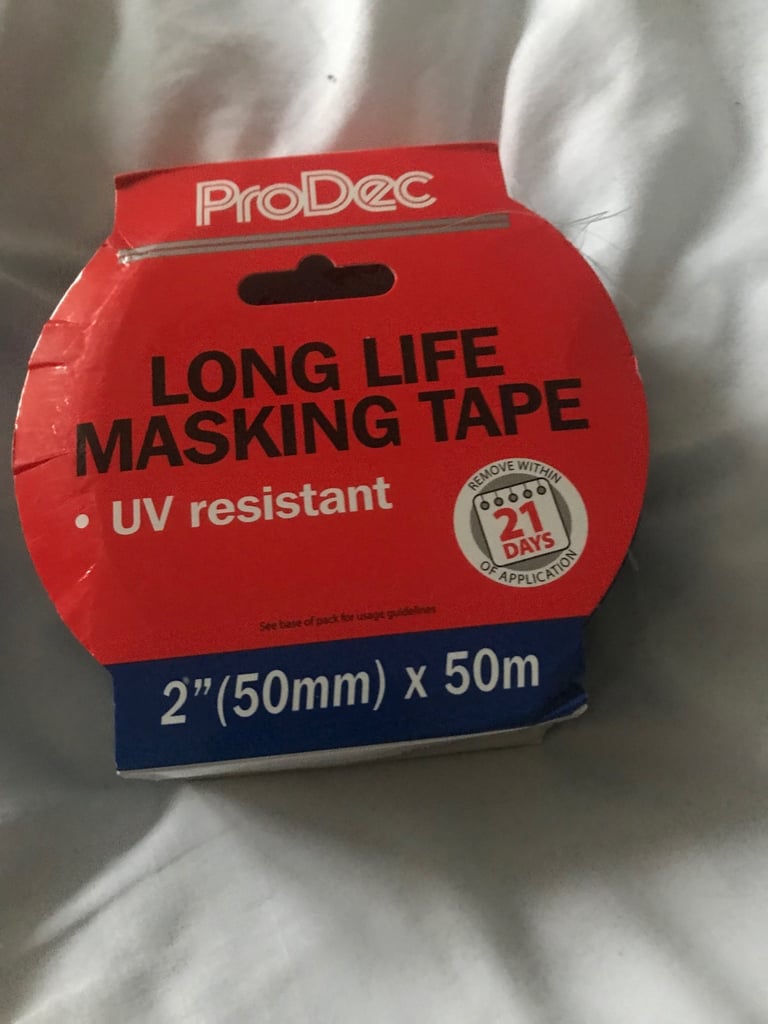 ProDec
LONG LIFE
MASKING TAPE
• UV resistant
REMOVE WITHIN
21
DAYS
OF APPLICATION
See base of pack for usage guidelines
2"(50mm) x 50m